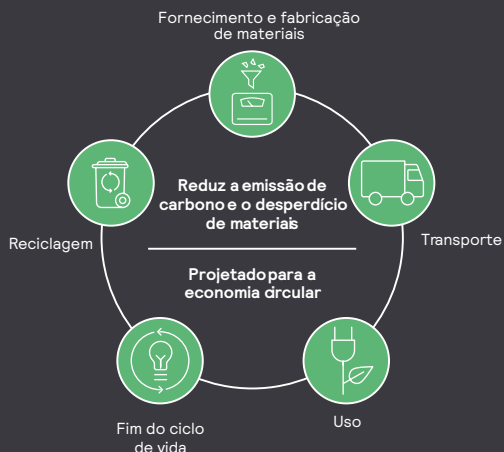 Fornecimento e fabricação
de materiais
Reduz a emissão de
carbono e o desperdício
de materiais
Reciclagem
Transporte
Projetado para a
economia circular
Uso
Fim do ciclo
de vida